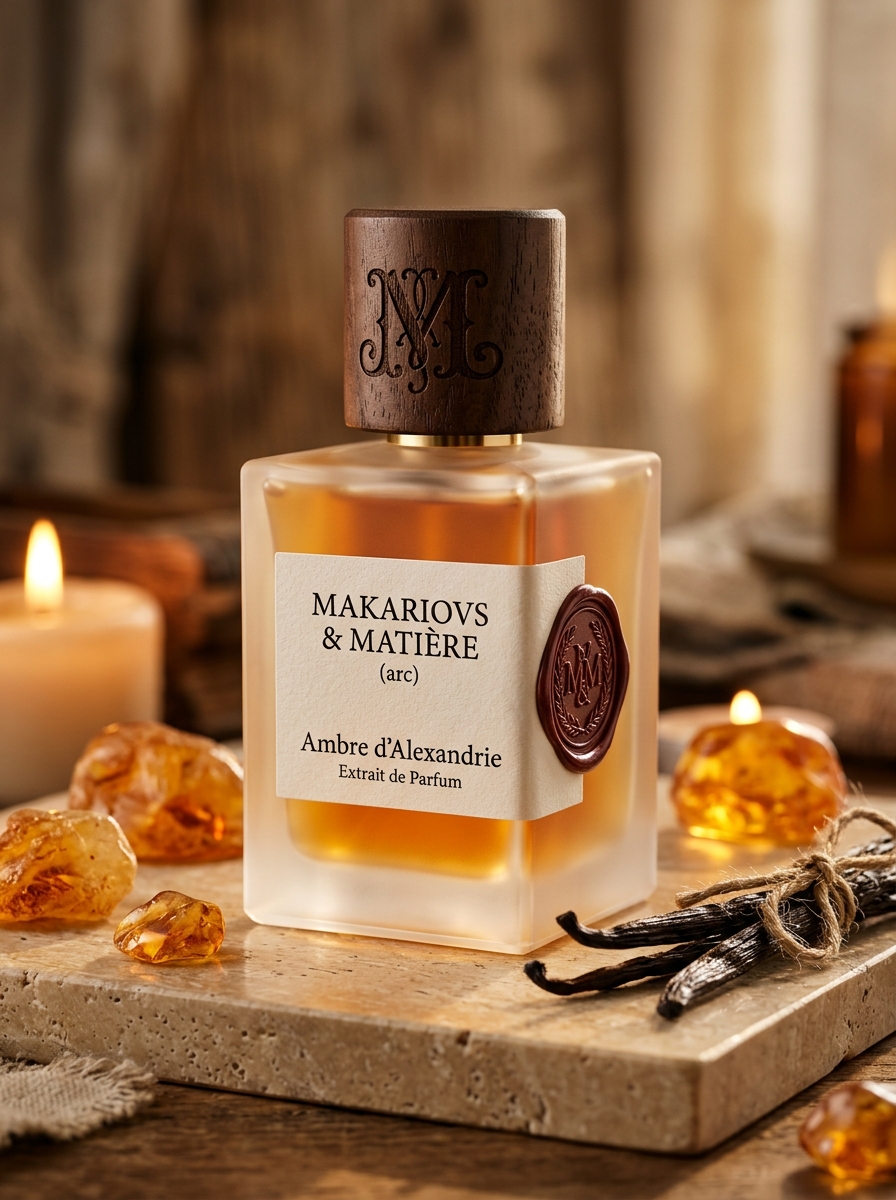 MAKARIOVS
& MATIÈRE
(arc)
Ambre d’Alexandrie
Extrait de Parfum